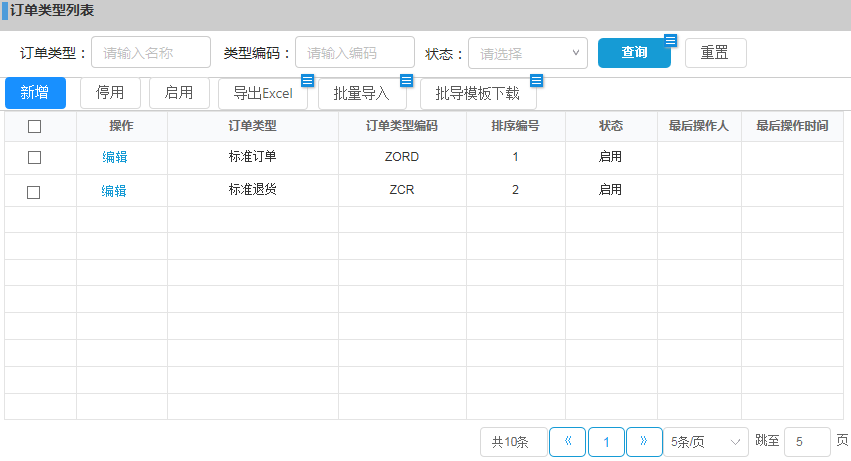 订单类型列表
订单类型： 请输入名称 类型编码： 请输入编码 状态： 请选择 查询 重置
新增 停用 启用 导出Excel 批量导入 批导模板下载
操作 订单类型 订单类型编码 排序编号 状态 最后操作人 最后操作时间
编辑 标准订单 ZORD 1 启用
编辑 标准退货 ZCR 2 启用
共10条 《 1 》 5条/页 跳至 5 页